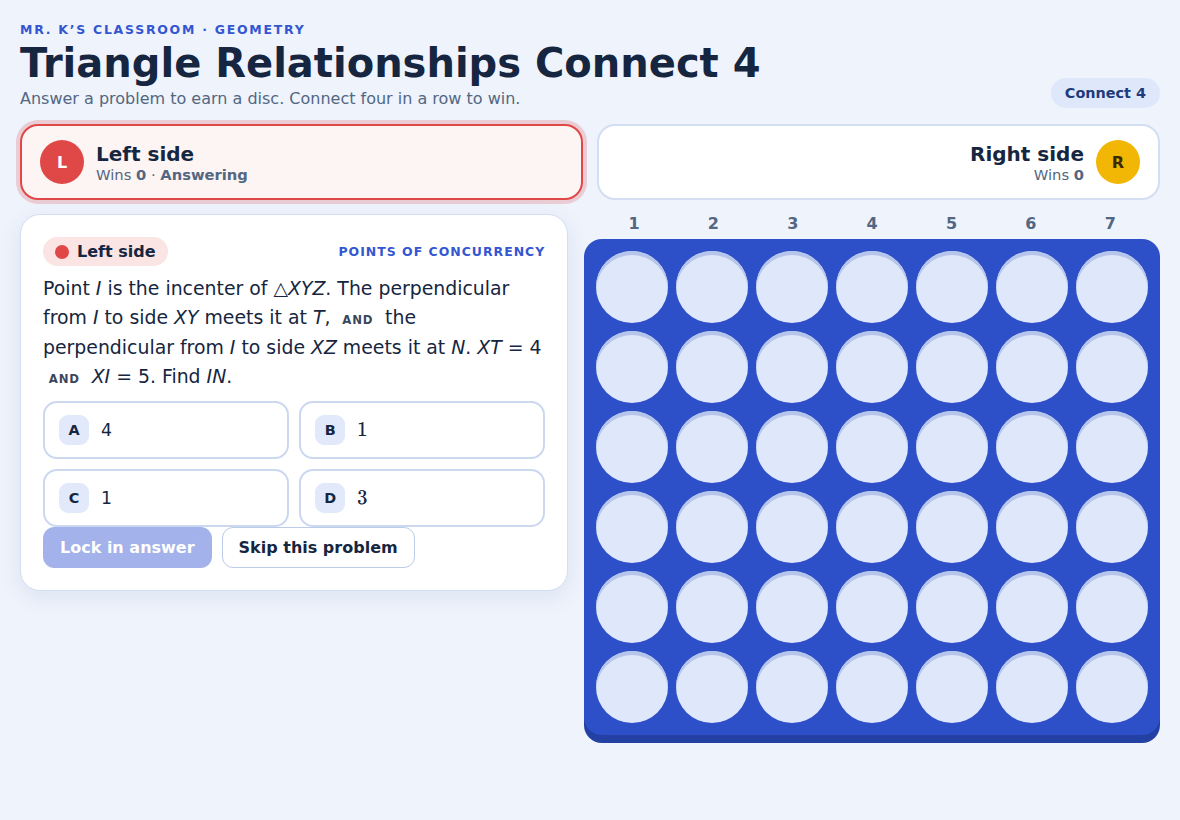 MR. K’S CLASSROOM · GEOMETRY
Triangle Relationships Connect 4
Answer a problem to earn a disc. Connect four in a row to win.
Connect 4
L
Left side
Wins 0 · Answering
Right side
Wins 0
R
Left side
POINTS OF CONCURRENCY
Point I is the incenter of △XYZ. The perpendicular
from I to side XY meets it at T, AND the
perpendicular from I to side XZ meets it at N. XT = 4
AND XI = 5. Find IN.
A 4
B 1
C 1
D 3
Lock in answer
Skip this problem
1 2 3 4 5 6 7